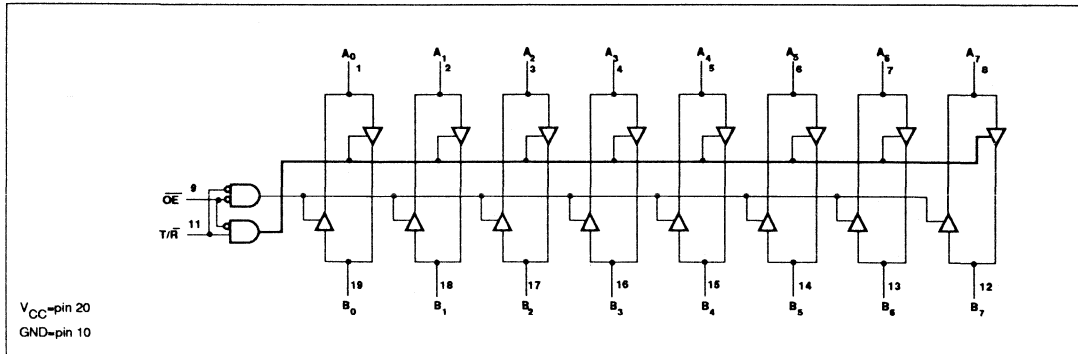 A0 A1 A2 A3 A4 A5 A6 A7
1 2 3 4 5 6 7 8
9
OE
11
T/R
19 18 17 16 15 14 13 12
B0 B1 B2 B3 B4 B5 B6 B7
VCC=pin 20
GND=pin 10